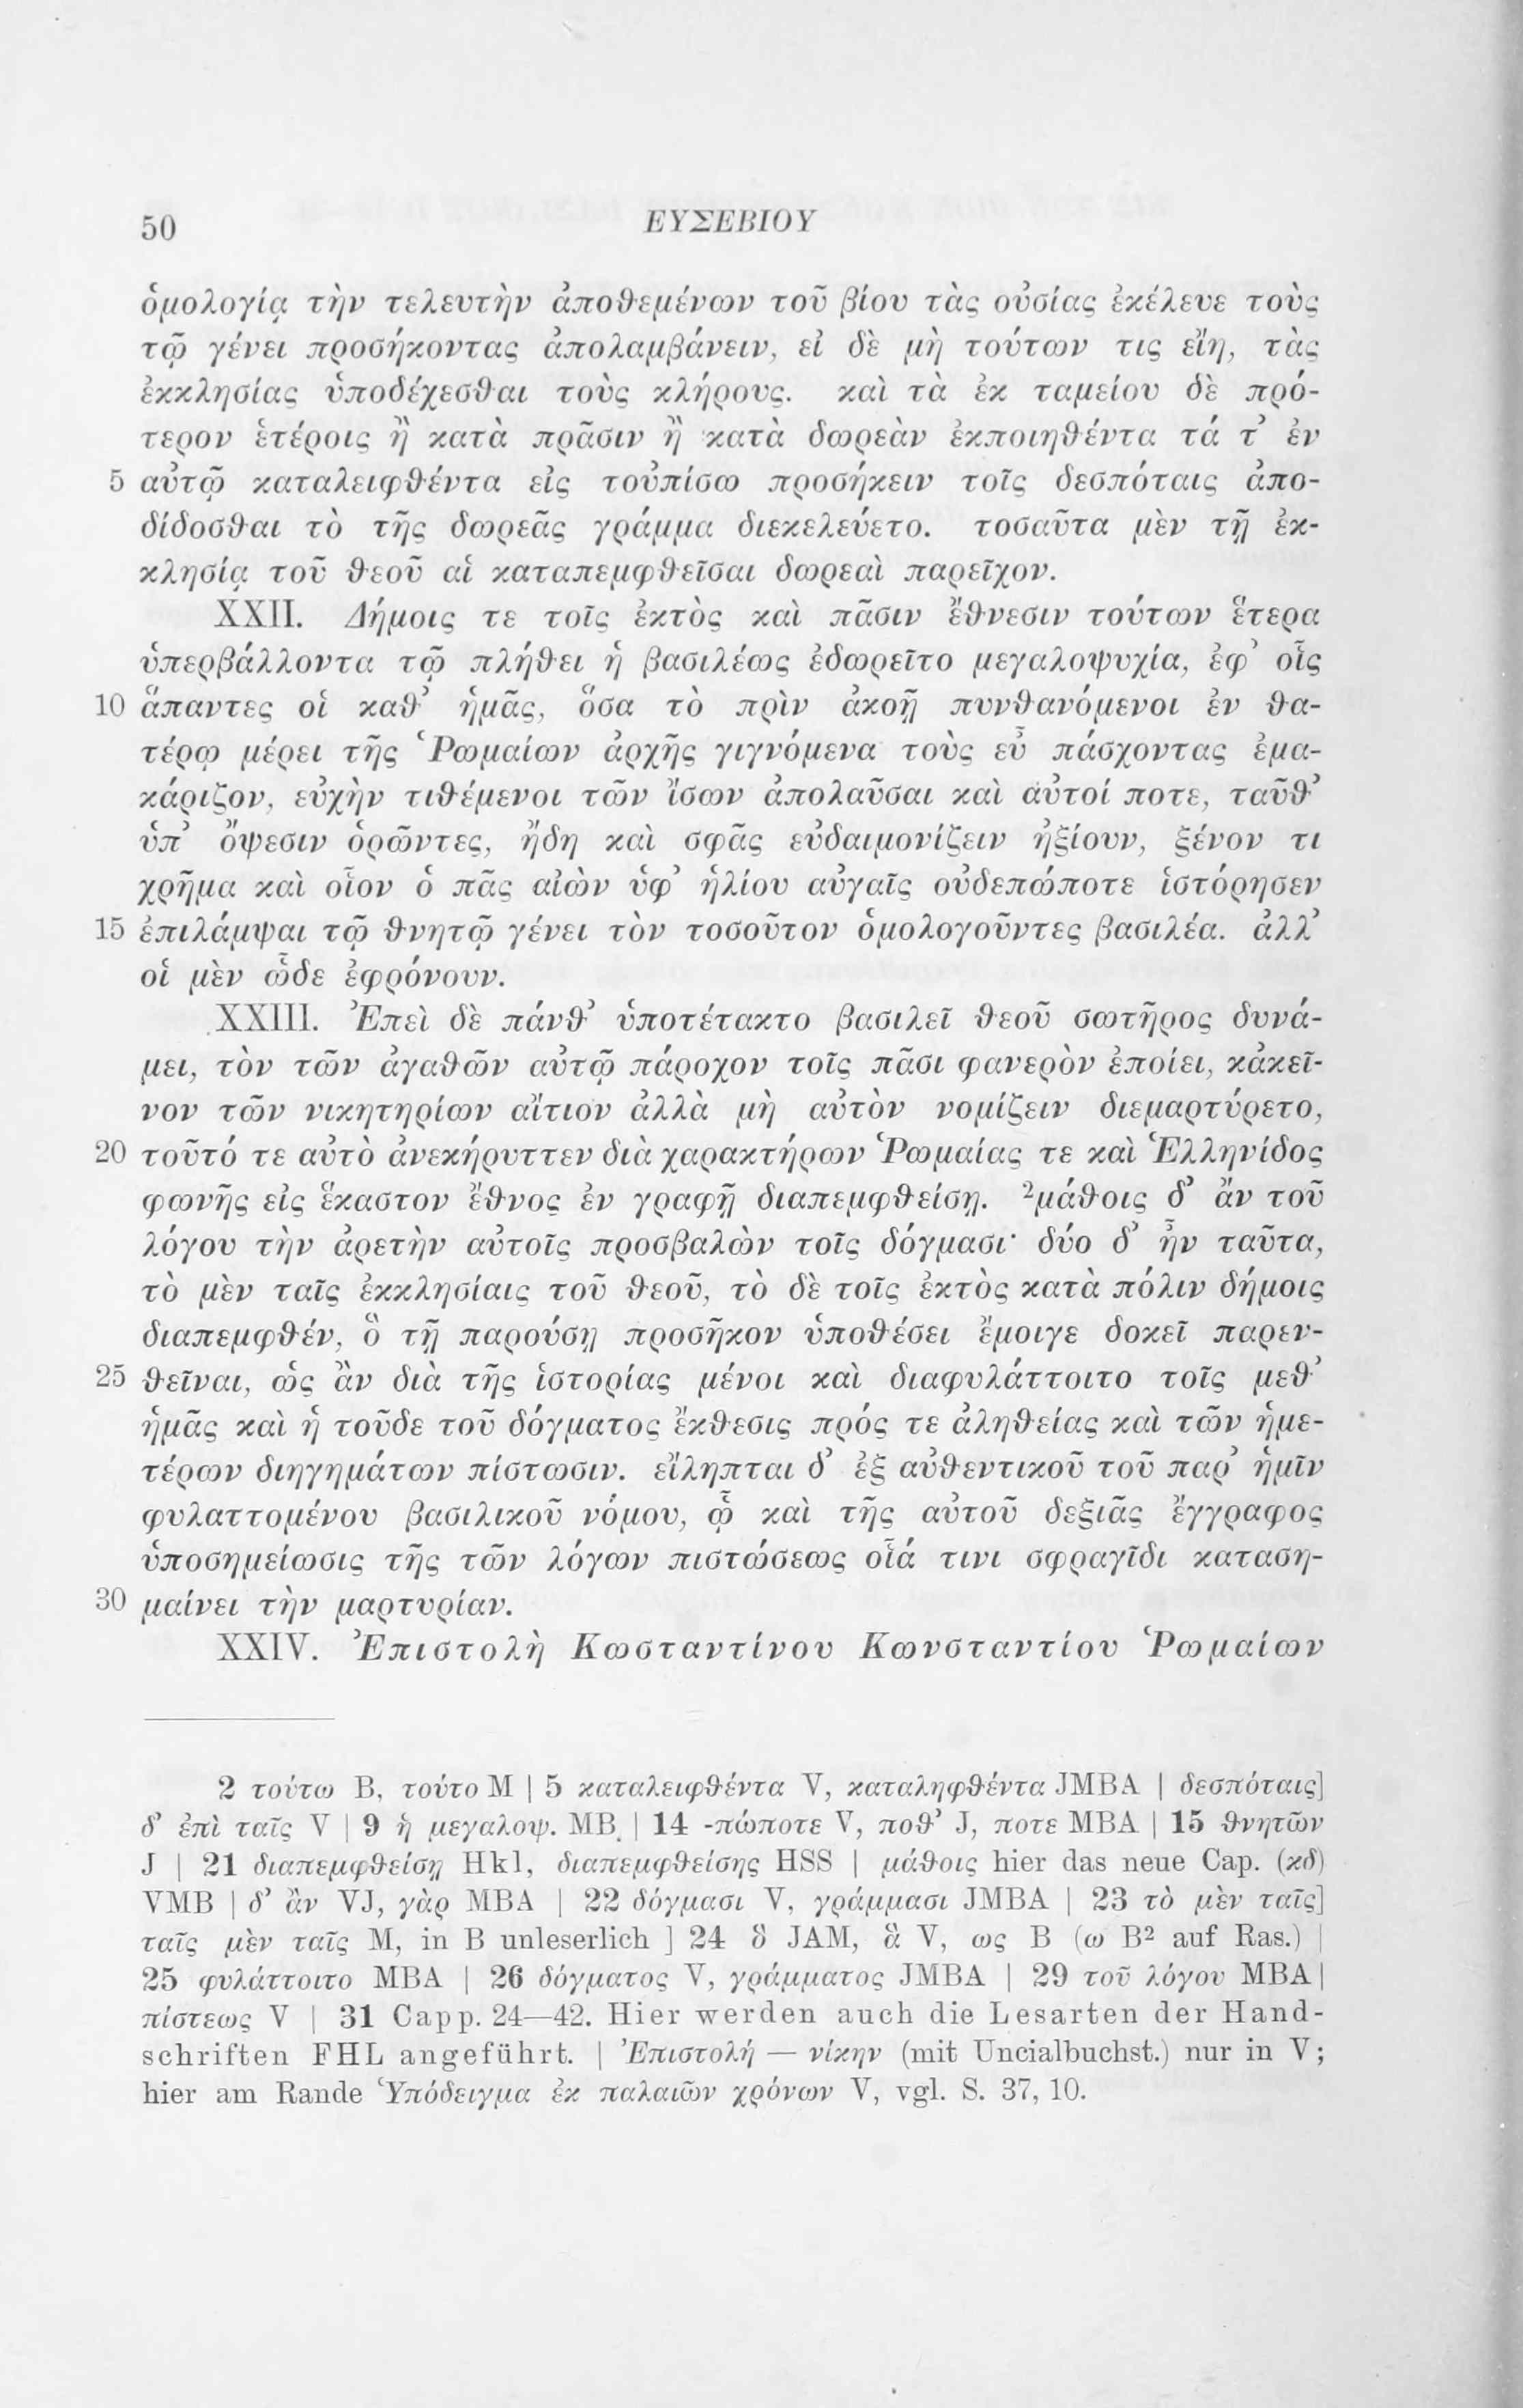 50 ΕΥΣΕΒΙΟΥ
ὁμολογίᾳ τὴν τελευτὴν ἀποθεμένων τοῦ βίου τὰς οὐσίας ἐκέλευε τοὺς
τῷ γένει προσήκοντας ἀπολαμβάνειν, εἰ δὲ μὴ τούτων τις εἴη, τὰς
ἐκκλησίας ὑποδέχεσθαι τοὺς κλήρους. καὶ τὰ ἐκ ταμείου δὲ πρό-
τερον ἑτέροις ἢ κατὰ πρᾶσιν ἢ κατὰ δωρεὰν ἐκποιηθέντα τά τ' ἐν
5 αὐτῷ καταλειφθέντα εἰς τοὐπίσω προσήκειν τοῖς δεσπόταις ἀπο-
δίδοσθαι τὸ τῆς δωρεᾶς γράμμα διεκελεύετο. τοσαῦτα μὲν τῇ ἐκ-
κλησίᾳ τοῦ θεοῦ αἱ καταπεμφθεῖσαι δωρεαὶ παρεῖχον.
XXII. Δήμοις τε τοῖς ἐκτὸς καὶ πᾶσιν ἔθνεσιν τούτων ἕτερα
ὑπερβάλλοντα τῷ πλήθει ἡ βασιλέως ἐδωρεῖτο μεγαλοψυχία, ἐφ' οἷς
10 ἅπαντες οἱ καθ' ἡμᾶς, ὅσα τὸ πρὶν ἀκοῇ πυνθανόμενοι ἐν θα-
τέρῳ μέρει τῆς Ῥωμαίων ἀρχῆς γιγνόμενα τοὺς εὖ πάσχοντας ἐμα-
κάριζον, εὐχὴν τιθέμενοι τῶν ἴσων ἀπολαῦσαι καὶ αὐτοί ποτε, ταῦθ'
ὑπ' ὄψεσιν ὁρῶντες, ἤδη καὶ σφᾶς εὐδαιμονίζειν ἠξίουν, ξένον τι
χρῆμα καὶ οἷον ὁ πᾶς αἰὼν ὑφ' ἡλίου αὐγαῖς οὐδεπώποτε ἱστόρησεν
15 ἐπιλάμψαι τῷ θνητῷ γένει τὸν τοσοῦτον ὁμολογοῦντες βασιλέα. ἀλλ'
οἱ μὲν ὧδε ἐφρόνουν.
XXIII. Ἐπεὶ δὲ πάνθ' ὑποτέτακτο βασιλεῖ θεοῦ σωτῆρος δυνά-
μει, τὸν τῶν ἀγαθῶν αὐτῷ πάροχον τοῖς πᾶσι φανερὸν ἐποίει, κἀκεῖ-
νον τῶν νικητηρίων αἴτιον ἀλλὰ μὴ αὐτὸν νομίζειν διεμαρτύρετο,
20 τοῦτό τε αὐτὸ ἀνεκήρυττεν διὰ χαρακτήρων Ῥωμαίας τε καὶ Ἑλληνίδος
φωνῆς εἰς ἕκαστον ἔθνος ἐν γραφῇ διαπεμφθείσῃ. ²μάθοις δ' ἂν τοῦ
λόγου τὴν ἀρετὴν αὐτοῖς προσβαλὼν τοῖς δόγμασι· δύο δ' ἦν ταῦτα,
τὸ μὲν ταῖς ἐκκλησίαις τοῦ θεοῦ, τὸ δὲ τοῖς ἐκτὸς κατὰ πόλιν δήμοις
διαπεμφθέν, ὃ τῇ παρούσῃ προσῆκον ὑποθέσει ἔμοιγε δοκεῖ παρεν-
25 θεῖναι, ὡς ἂν διὰ τῆς ἱστορίας μένοι καὶ διαφυλάττοιτο τοῖς μεθ'
ἡμᾶς καὶ ἡ τοῦδε τοῦ δόγματος ἔκθεσις πρός τε ἀληθείας καὶ τῶν ἡμε-
τέρων διηγημάτων πίστωσιν. εἴληπται δ' ἐξ αὐθεντικοῦ τοῦ παρ' ἡμῖν
φυλαττομένου βασιλικοῦ νόμου, ᾧ καὶ τῆς αὐτοῦ δεξιᾶς ἔγγραφος
ὑποσημείωσις τῆς τῶν λόγων πιστώσεως οἷά τινι σφραγῖδι κατασ­η-
30 μαίνει τὴν μαρτυρίαν.
XXIV. Ἐπιστολὴ Κωσταντίνου Κωνσταντίου Ῥωμαίων
2 τούτω B, τούτο M | 5 καταλειφθέντα V, καταληφθέντα JMBA | δεσπόταις]
δ' ἐπὶ ταῖς V | 9 ἡ μεγαλοψ. MB | 14 -πώποτε V, ποθ' J, ποτε MBA | 15 θνητῶν
J | 21 διαπεμφθείσῃ Hkl, διαπεμφθείσης HSS | μάθοις hier das neue Cap. (κδ)
VMB | δ' ἂν VJ, γὰρ MBA | 22 δόγμασι V, γράμμασι JMBA | 23 τὸ μὲν ταῖς]
ταῖς μὲν ταῖς M, in B unleserlich ] 24 ὃ JAM, ἃ V, ως B (ω B² auf Ras.) |
25 φυλάττοιτο MBA | 26 δόγματος V, γράμματος JMBA | 29 τοῦ λόγου MBA |
πίστεως V | 31 Capp. 24—42. Hier werden auch die Lesarten der Hand-
schriften FHL angeführt. | Ἐπιστολή — νίκην (mit Uncialbuchst.) nur in V;
hier am Rande Ὑπόδειγμα ἐκ παλαιῶν χρόνων V, vgl. S. 37, 10.